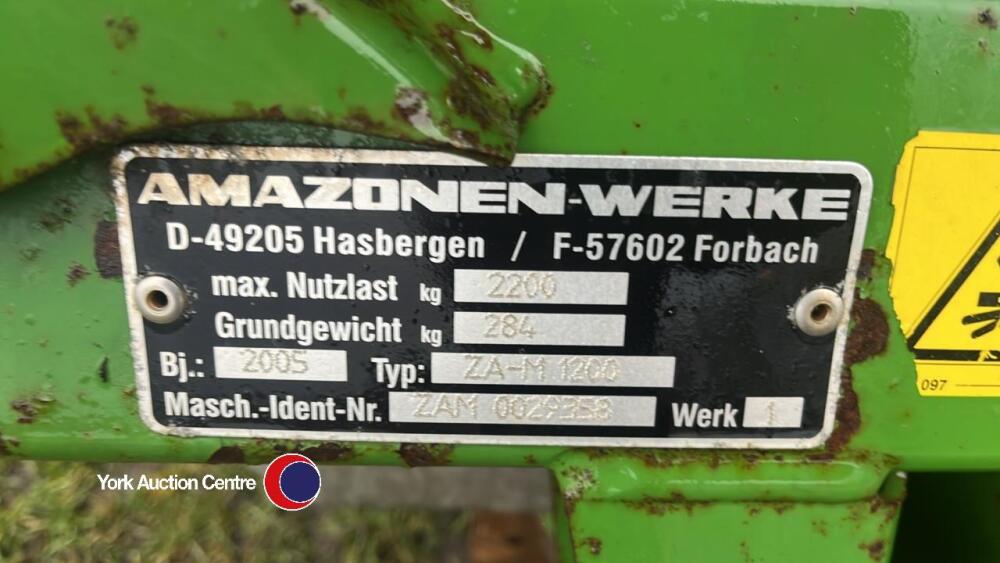 AMAZONEN-WERKE
D-49205 Hasbergen / F-57602 Forbach
max. Nutzlast kg 2200
Grundgewicht kg 284
Bj.: 2005 Typ: ZA-M 1200
Masch.-Ident-Nr. ZAM 0029358 Werk 1
097
York Auction Centre